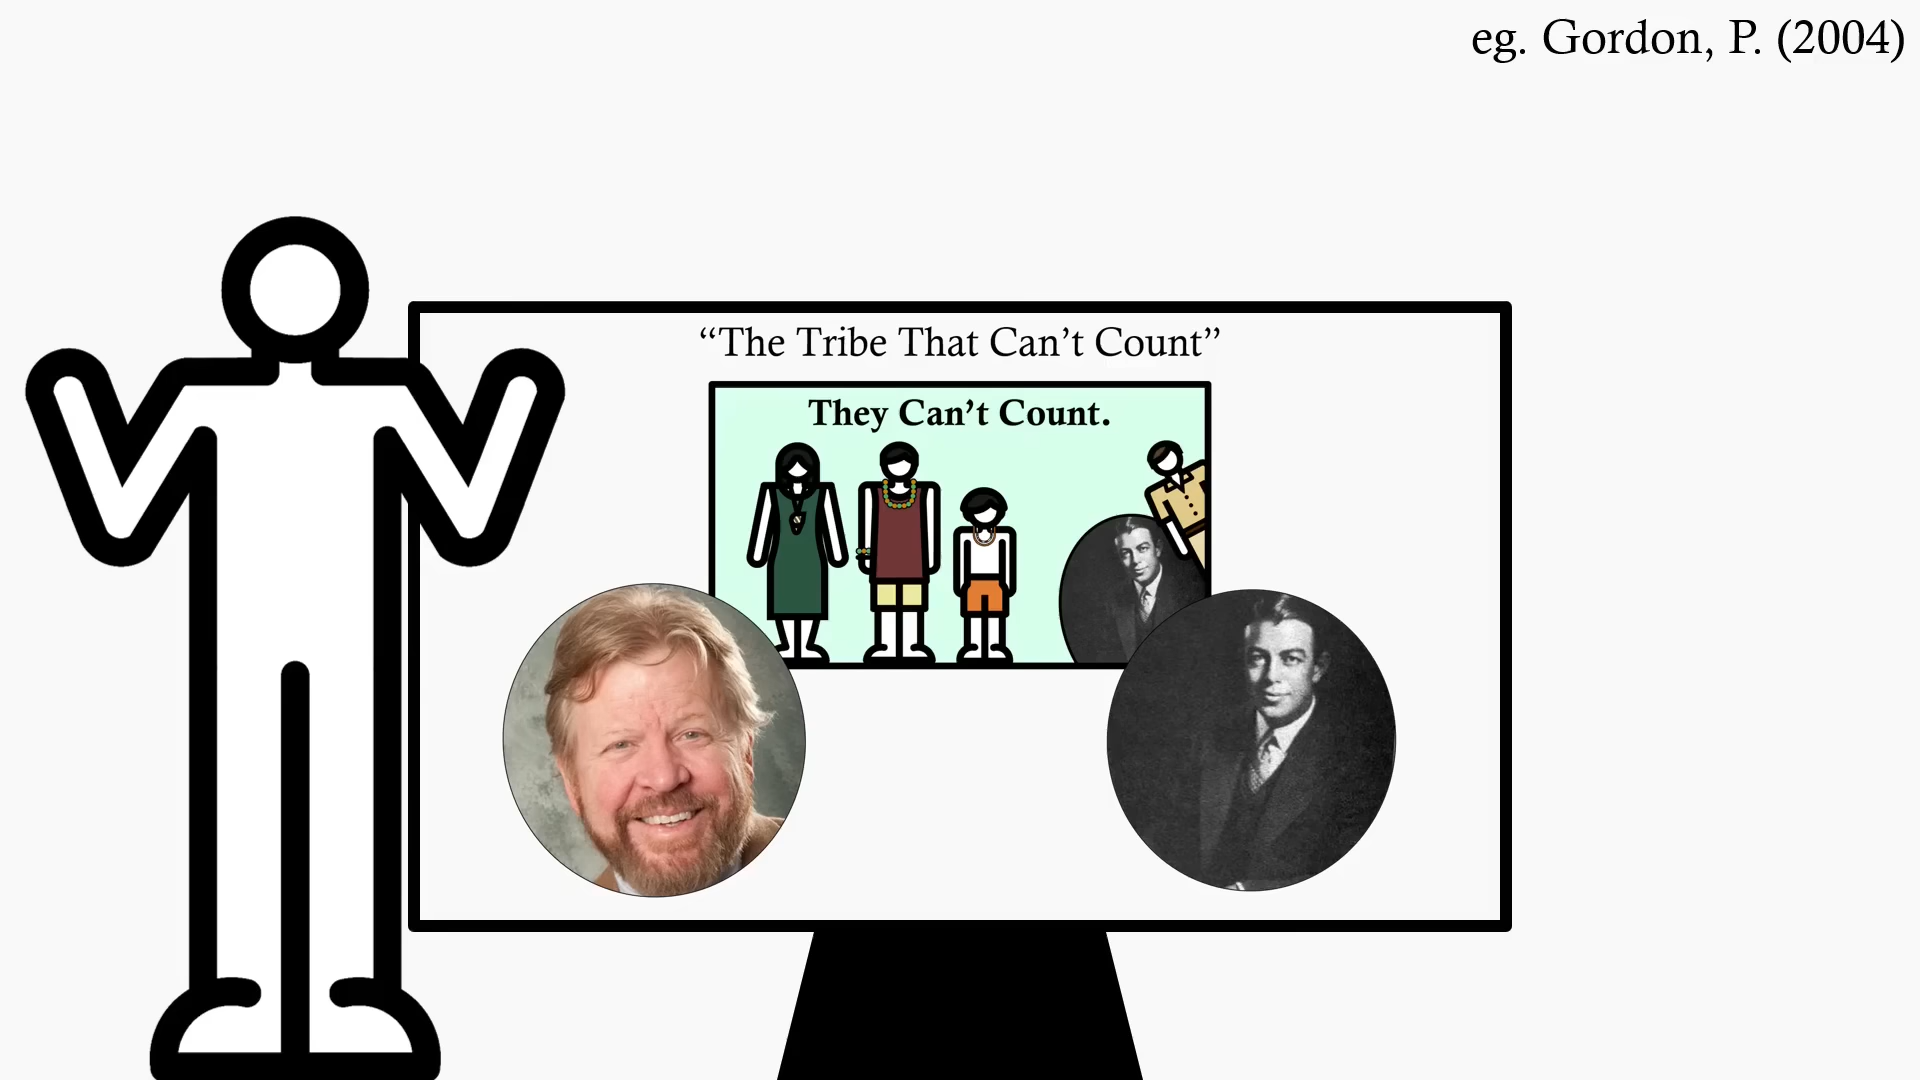 eg. Gordon, P. (2004)
“The Tribe That Can’t Count”
They Can’t Count.